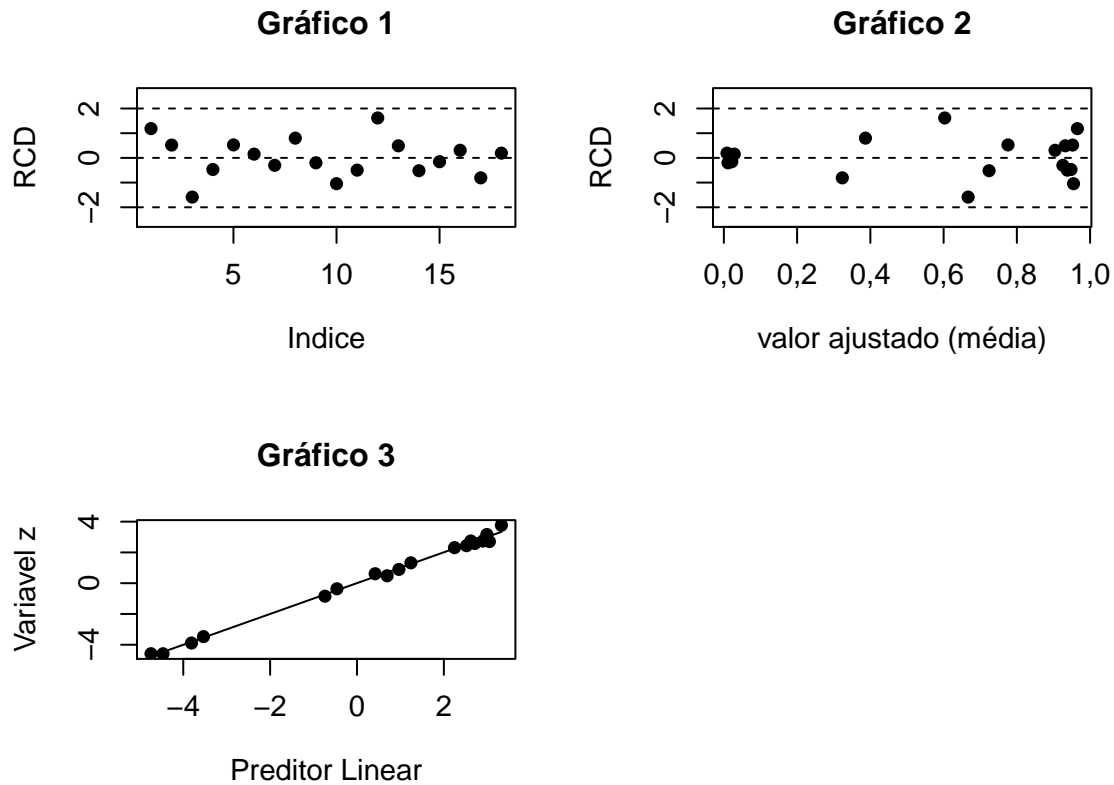 Gráfico 1
RCD
2
0
−2
5
10
15
Indice
Gráfico 2
RCD
2
0
−2
0,0
0,2
0,4
0,6
0,8
1,0
valor ajustado (média)
Gráfico 3
Variavel z
4
0
−4
−4
−2
0
2
Preditor Linear